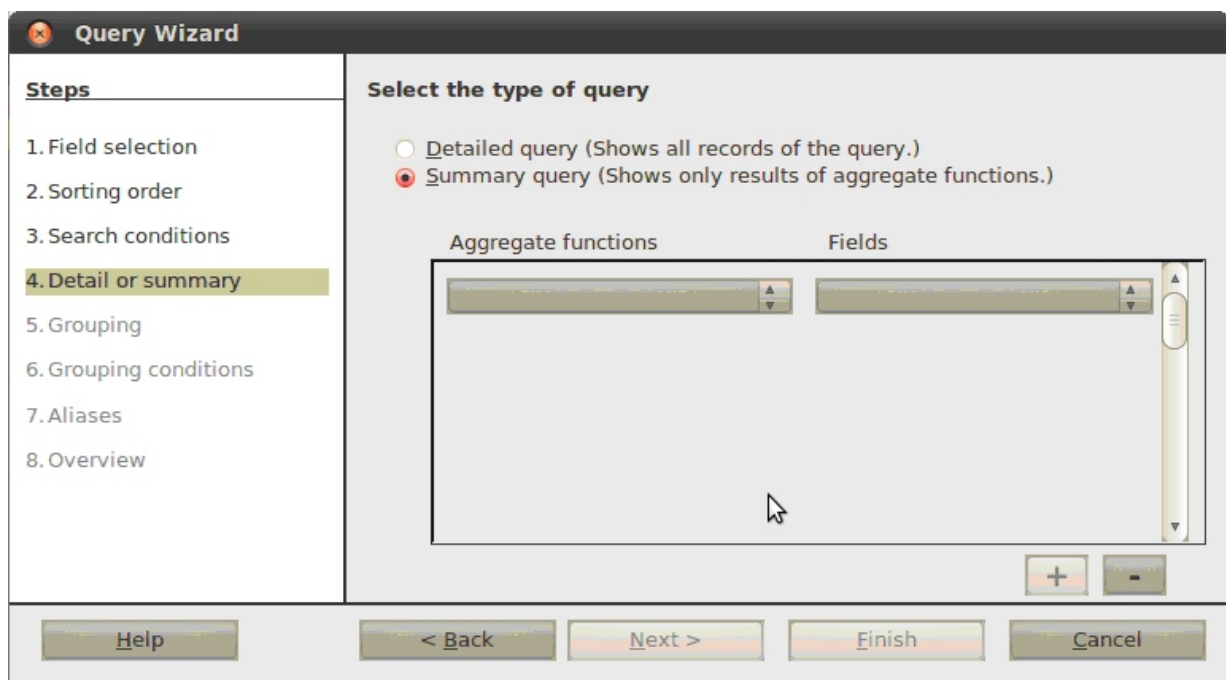 Query Wizard
Steps
1. Field selection
2. Sorting order
3. Search conditions
4. Detail or summary
5. Grouping
6. Grouping conditions
7. Aliases
8. Overview
Select the type of query
Detailed query (Shows all records of the query.)
Summary query (Shows only results of aggregate functions.)
Aggregate functions Fields
+ -
Help < Back Next > Finish Cancel